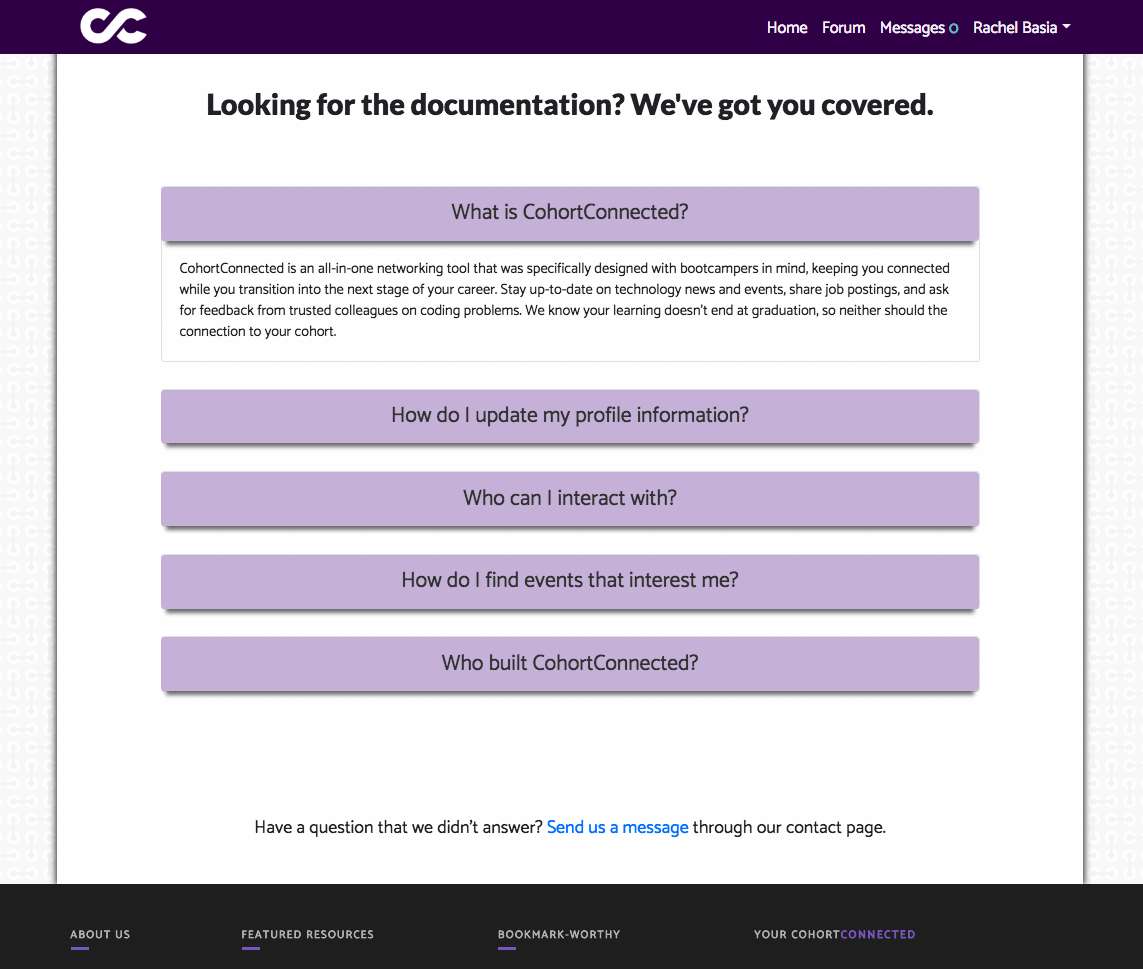 Home Forum Messages 0 Rachel Basia
Looking for the documentation? We've got you covered.
What is CohortConnected?
CohortConnected is an all-in-one networking tool that was specifically designed with bootcampers in mind, keeping you connected
while you transition into the next stage of your career. Stay up-to-date on technology news and events, share job postings, and ask
for feedback from trusted colleagues on coding problems. We know your learning doesn't end at graduation, so neither should the
connection to your cohort.
How do I update my profile information?
Who can I interact with?
How do I find events that interest me?
Who built CohortConnected?
Have a question that we didn't answer? Send us a message through our contact page.
ABOUT US FEATURED RESOURCES BOOKMARK-WORTHY YOUR COHORTCONNECTED